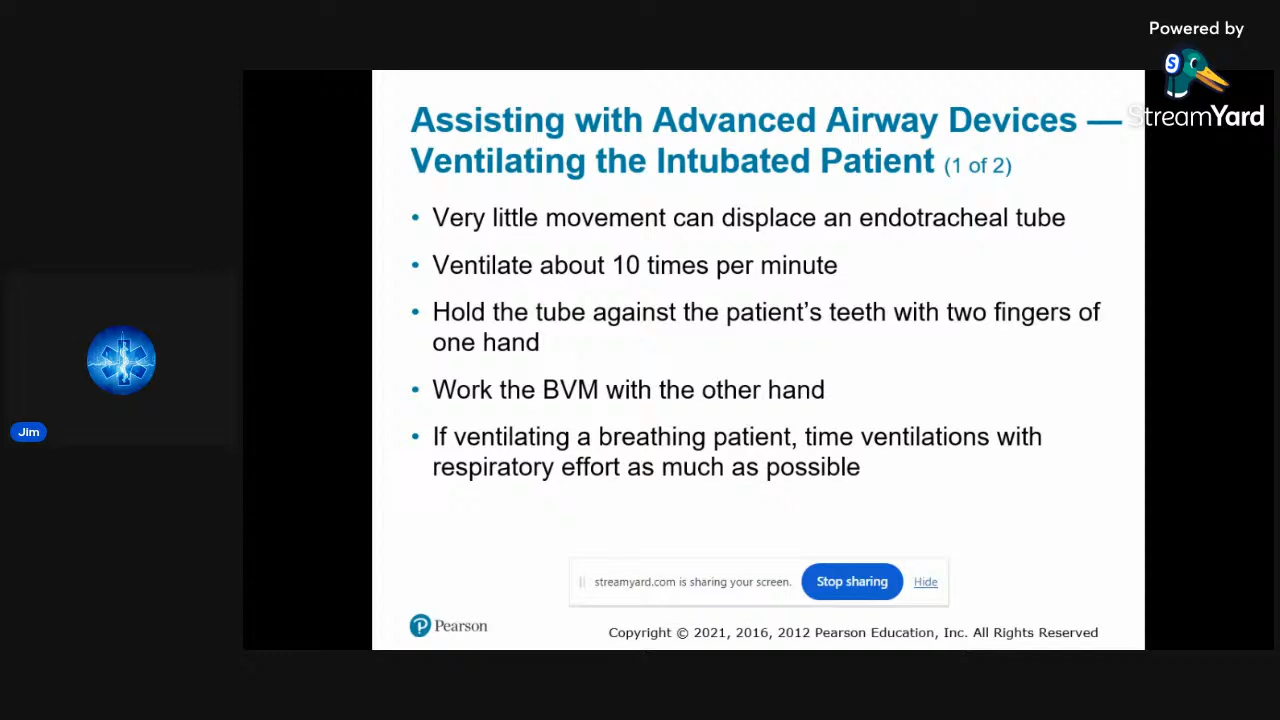 Powered by
StreamYard
Assisting with Advanced Airway Devices —
Ventilating the Intubated Patient (1 of 2)
• Very little movement can displace an endotracheal tube
• Ventilate about 10 times per minute
• Hold the tube against the patient’s teeth with two fingers of
one hand
• Work the BVM with the other hand
• If ventilating a breathing patient, time ventilations with
respiratory effort as much as possible
Jim
streamyard.com is sharing your screen. Stop sharing Hide
Pearson
Copyright © 2021, 2016, 2012 Pearson Education, Inc. All Rights Reserved